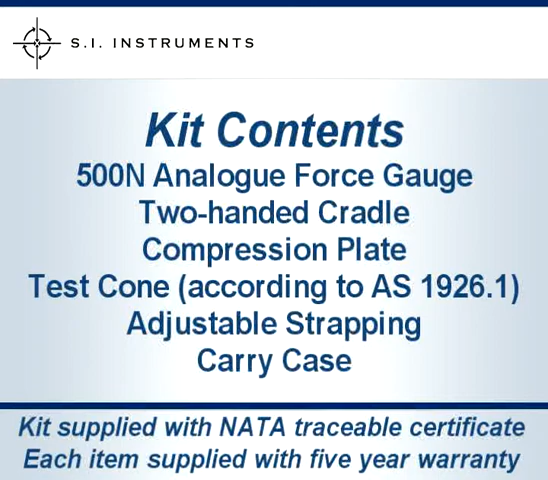 S.I. INSTRUMENTS
Kit Contents
500N Analogue Force Gauge
Two-handed Cradle
Compression Plate
Test Cone (according to AS 1926.1)
Adjustable Strapping
Carry Case
Kit supplied with NATA traceable certificate
Each item supplied with five year warranty